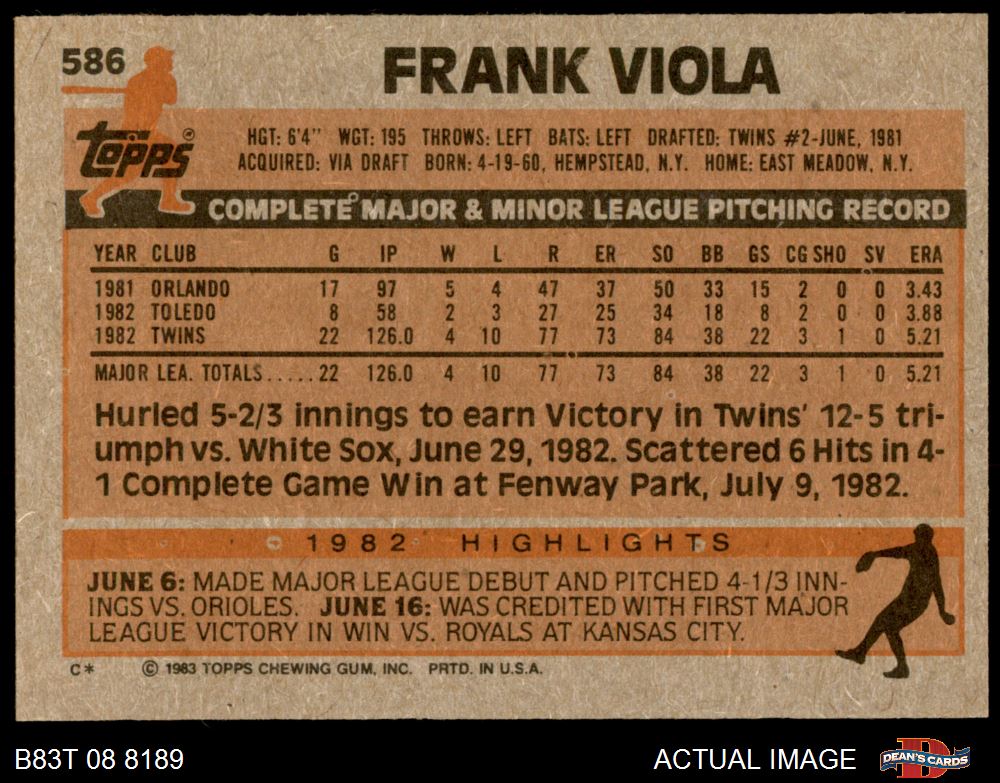 586
FRANK VIOLA
topps
HGT: 6'4" WGT: 195 THROWS: LEFT BATS: LEFT DRAFTED: TWINS #2-JUNE, 1981
ACQUIRED: VIA DRAFT BORN: 4-19-60, HEMPSTEAD, N.Y. HOME: EAST MEADOW, N.Y.
COMPLETE MAJOR & MINOR LEAGUE PITCHING RECORD
YEAR CLUB G IP W L R ER SO BB GS CG SHO SV ERA
1981 ORLANDO 17 97 5 4 47 37 50 33 15 2 0 0 3.43
1982 TOLEDO 8 58 2 3 27 25 34 18 8 2 0 0 3.88
1982 TWINS 22 126.0 4 10 77 73 84 38 22 3 1 0 5.21
MAJOR LEA. TOTALS.....22 126.0 4 10 77 73 84 38 22 3 1 0 5.21
Hurled 5-2/3 innings to earn Victory in Twins' 12-5 tri-
umph vs. White Sox, June 29, 1982. Scattered 6 Hits in 4-
1 Complete Game Win at Fenway Park, July 9, 1982.
1982 HIGHLIGHTS
JUNE 6: MADE MAJOR LEAGUE DEBUT AND PITCHED 4-1/3 INN-
INGS VS. ORIOLES. JUNE 16: WAS CREDITED WITH FIRST MAJOR
LEAGUE VICTORY IN WIN VS. ROYALS AT KANSAS CITY.
C* © 1983 TOPPS CHEWING GUM, INC. PRTD. IN U.S.A.
B83T 08 8189 ACTUAL IMAGE DEAN'S CARDS